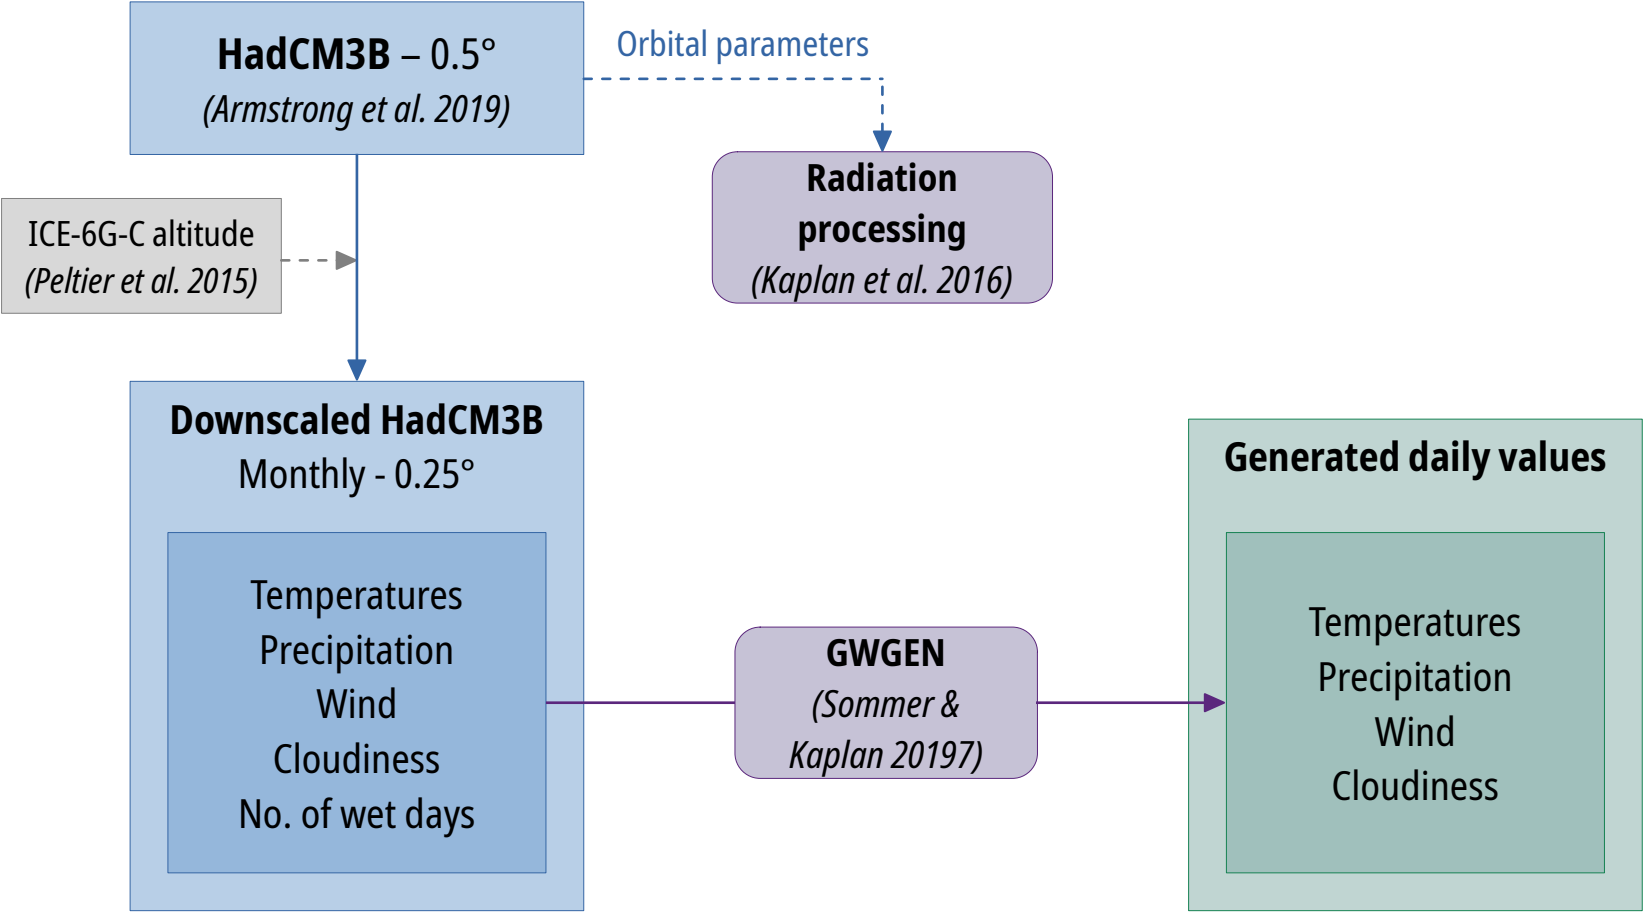 HadCM3B – 0.5°
(Armstrong et al. 2019)
Orbital parameters
Radiation
processing
(Kaplan et al. 2016)
ICE-6G-C altitude
(Peltier et al. 2015)
Downscaled HadCM3B
Monthly - 0.25°
Temperatures
Precipitation
Wind
Cloudiness
No. of wet days
GWGEN
(Sommer &
Kaplan 20197)
Generated daily values
Temperatures
Precipitation
Wind
Cloudiness